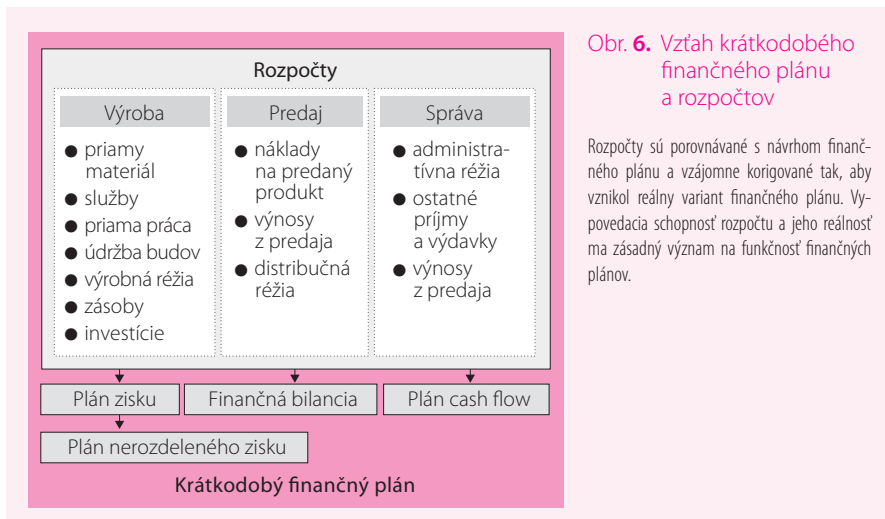 Rozpočty
Výroba
● priamy
materiál
● služby
● priama práca
● údržba budov
● výrobná réžia
● zásoby
● investície
Predaj
● náklady
na predaný
produkt
● výnosy
z predaja
● distribučná
réžia
Správa
● administra-
tívna réžia
● ostatné
príjmy
a výdavky
● výnosy
z predaja
Plán zisku
Finančná bilancia
Plán cash flow
Plán nerozdeleného zisku
Krátkodobý finančný plán
Obr. 6. Vzťah krátkodobého
finančného plánu
a rozpočtov
Rozpočty sú porovnávané s návrhom finanč-
ného plánu a vzájomne korigované tak, aby
vznikol reálny variant finančného plánu. Vy-
povedacia schopnosť rozpočtu a jeho reálnosť
ma zásadný význam na funkčnosť finančných
plánov.